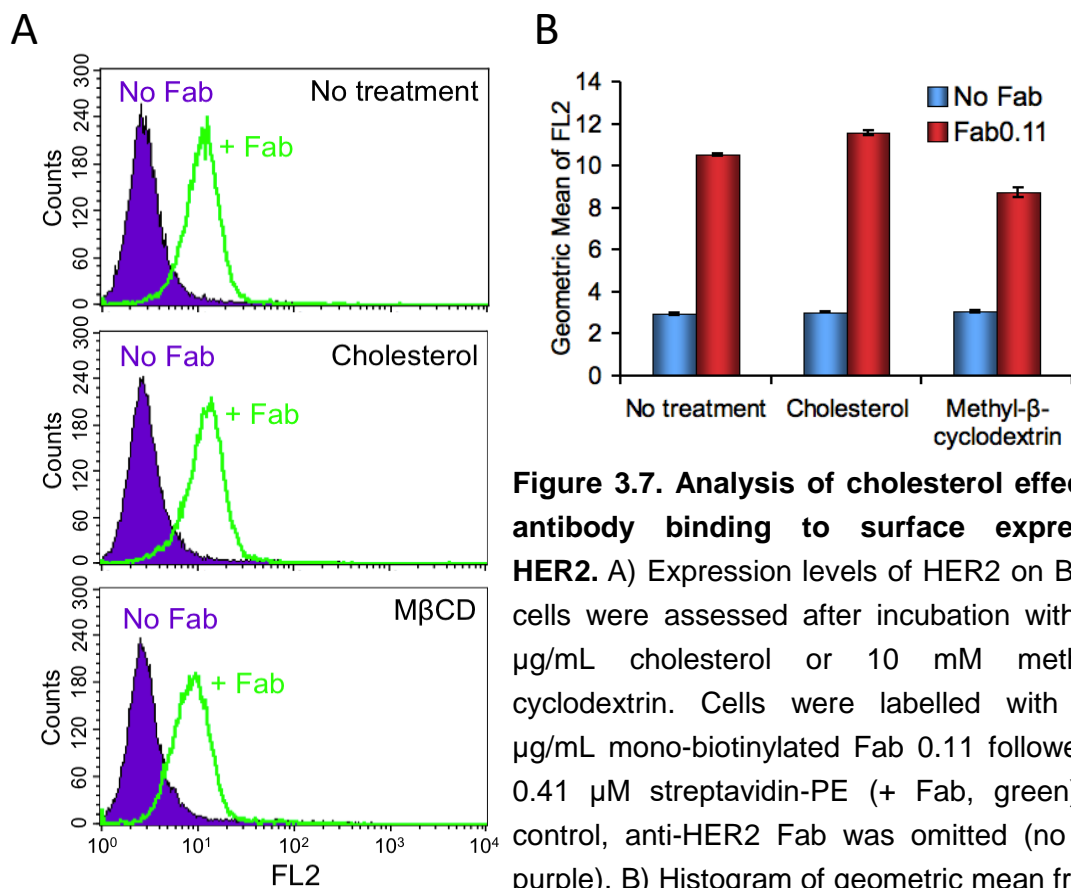 A
300
240
180
120
60
0
Counts
No Fab
No treatment
+ Fab
300
240
180
120
60
0
Counts
No Fab
Cholesterol
+ Fab
300
240
180
120
60
0
Counts
No Fab
MβCD
+ Fab
10⁰ 10¹ 10² 10³ 10⁴
FL2
B
14
12
10
8
6
4
2
0
Geometric Mean of FL2
No Fab
Fab0.11
No treatment Cholesterol Methyl-β-
cyclodextrin
Figure 3.7. Analysis of cholesterol effec
antibody binding to surface expre
HER2. A) Expression levels of HER2 on B
cells were assessed after incubation with
µg/mL cholesterol or 10 mM meth
cyclodextrin. Cells were labelled with
µg/mL mono-biotinylated Fab 0.11 followe
0.41 µM streptavidin-PE (+ Fab, green)
control, anti-HER2 Fab was omitted (no
purple). B) Histogram of geometric mean fr